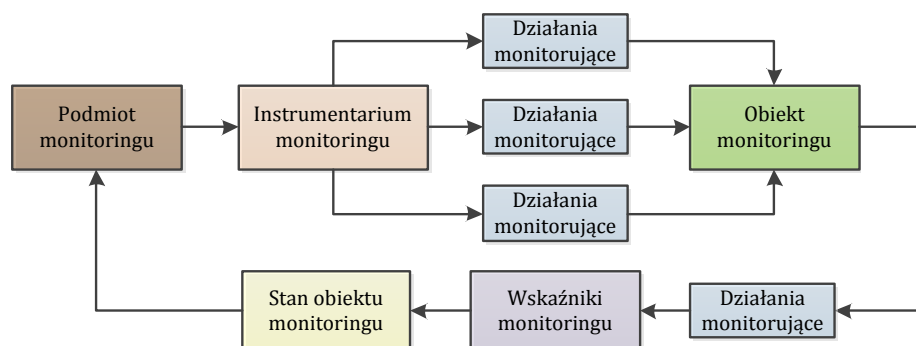 Działania
monitorujące
Podmiot
monitoringu
Instrumentarium
monitoringu
Działania
monitorujące
Obiekt
monitoringu
Działania
monitorujące
Stan obiektu
monitoringu
Wskaźniki
monitoringu
Działania
monitorujące